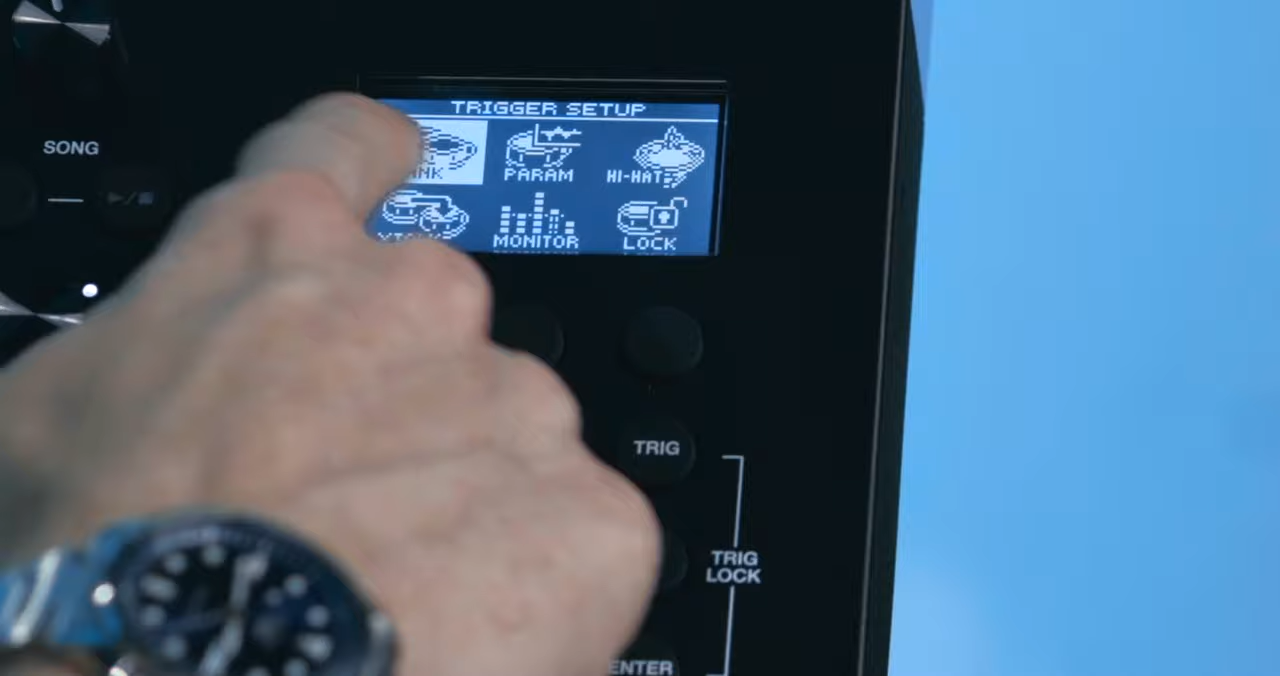 TRIGGER SETUP
PARAM
HI-HAT
MONITOR
LOCK
SONG
TRIG
TRIG
LOCK
ENTER